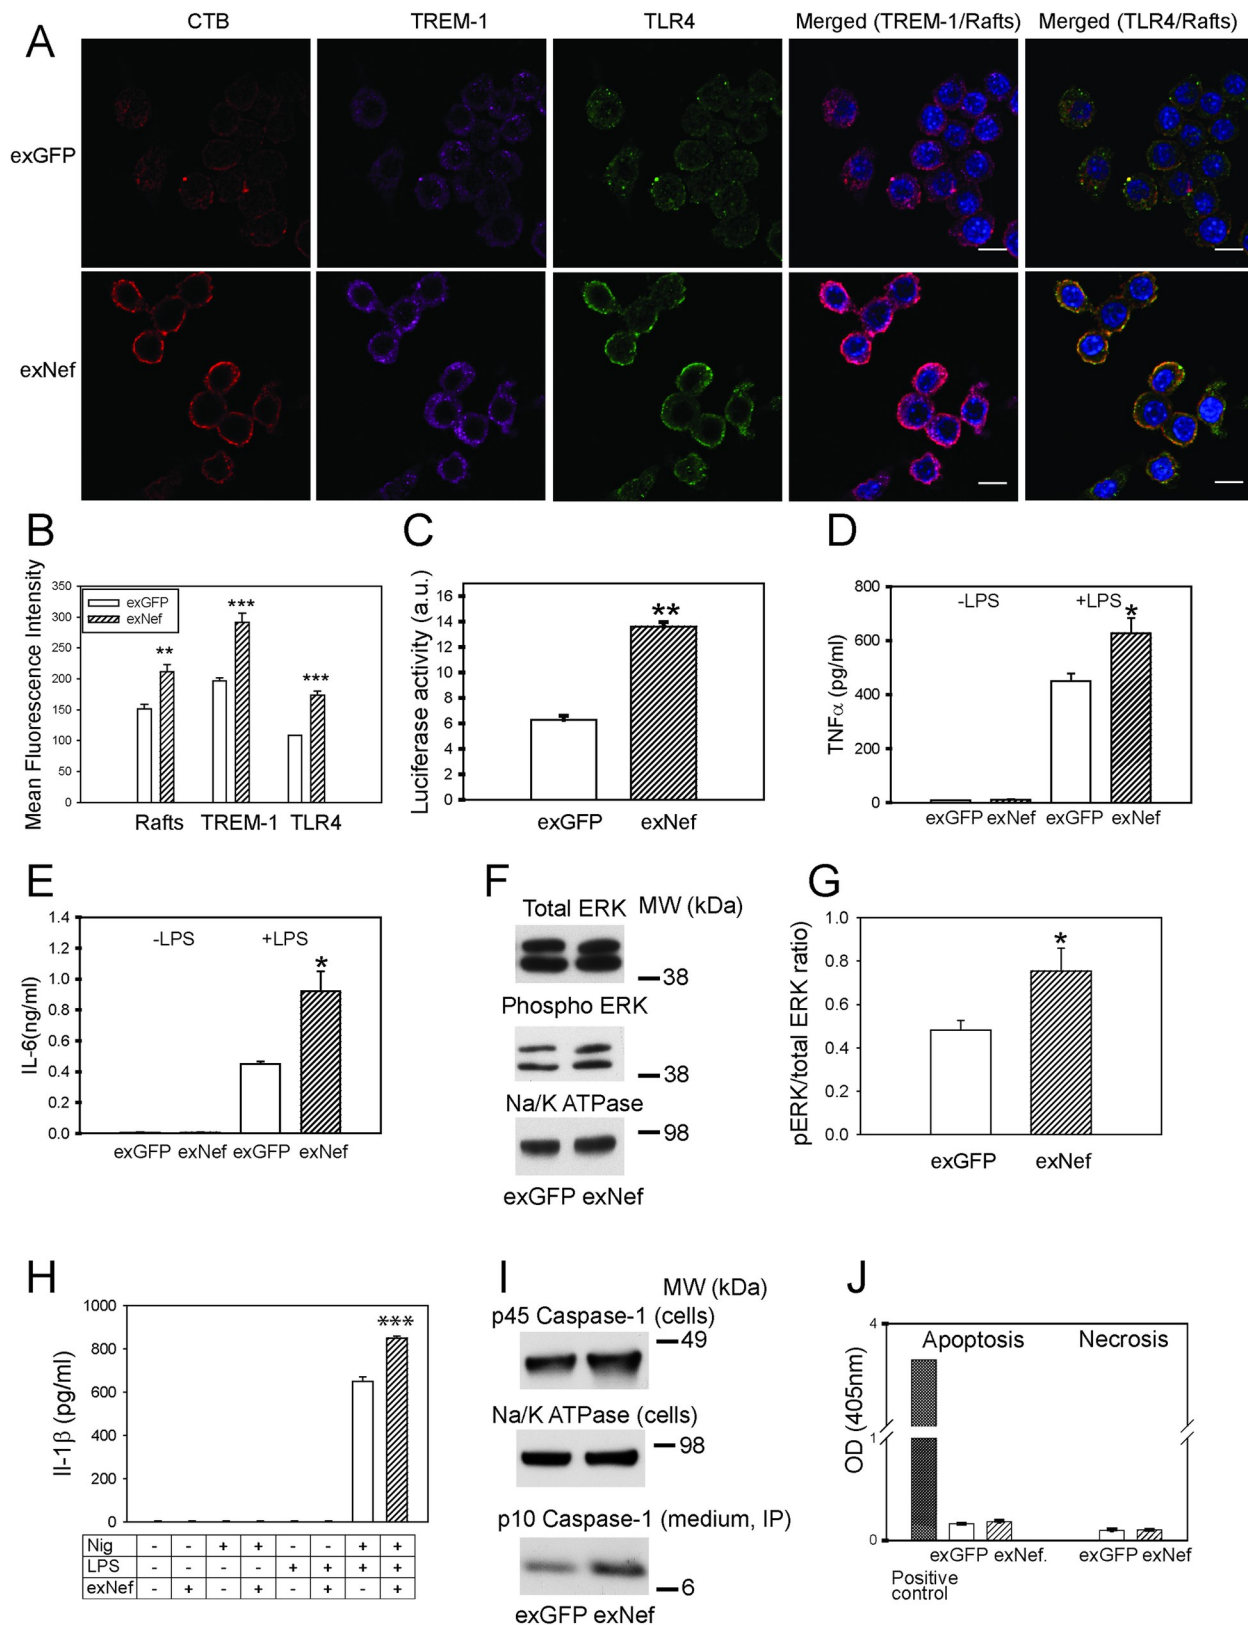 A
CTB TREM-1 TLR4 Merged (TREM-1/Rafts) Merged (TLR4/Rafts)
exGFP
exNef
B
Mean Fluorescence Intensity
350
300
250
200
150
100
50
0
exGFP
exNef
** *** ***
Rafts TREM-1 TLR4
C
Luciferase activity (a.u.)
16
14
12
10
8
6
4
2
0
**
exGFP exNef
D
TNFα (pg/ml)
800
600
400
200
0
-LPS +LPS
*
exGFP exNef exGFP exNef
E
IL-6(ng/ml)
1.4
1.2
1.0
0.8
0.6
0.4
0.2
0.0
-LPS +LPS
*
exGFP exNef exGFP exNef
F
Total ERK MW (kDa)
38
Phospho ERK
38
Na/K ATPase
98
exGFP exNef
G
pERK/total ERK ratio)
1.0
0.8
0.6
0.4
0.2
0.0
*
exGFP exNef
H
Il-1β (pg/ml)
1000
800
600
400
200
0
***
Nig - - + + - - + +
LPS - - - - + + + +
exNef - + - + - + - +
I
MW (kDa)
p45 Caspase-1 (cells)
49
Na/K ATPase (cells)
98
p10 Caspase-1 (medium, IP)
6
exGFP exNef
J
OD (405nm)
4
1
0
Apoptosis Necrosis
exGFP exNef. exGFP exNef
Positive
control